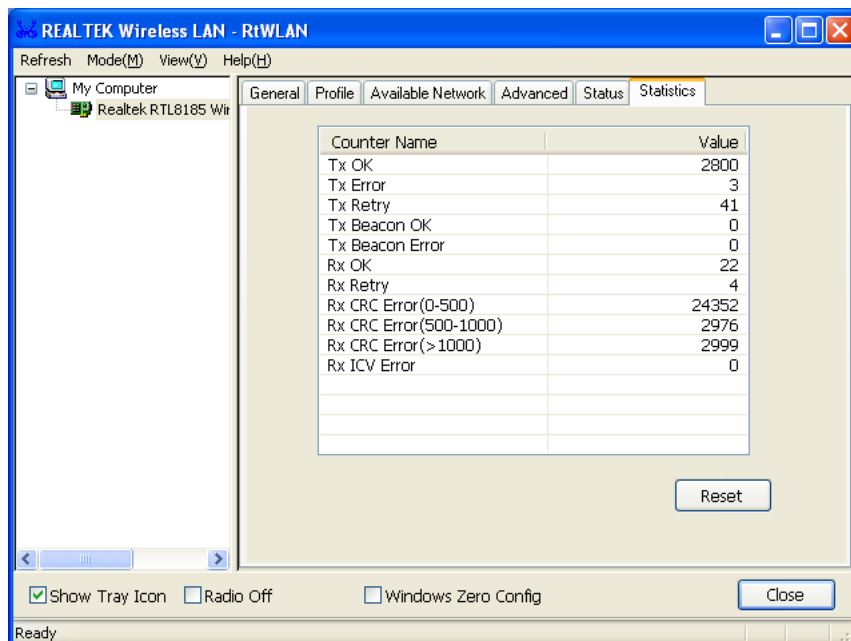 REALTEK Wireless LAN - RtWLAN
Refresh Mode(M) View(V) Help(H)
My Computer
Realtek RTL8185 Wir
General Profile Available Network Advanced Status Statistics
Counter Name Value
Tx OK 2800
Tx Error 3
Tx Retry 41
Tx Beacon OK 0
Tx Beacon Error 0
Rx OK 22
Rx Retry 4
Rx CRC Error(0-500) 24352
Rx CRC Error(500-1000) 2976
Rx CRC Error(>1000) 2999
Rx ICV Error 0
Reset
Show Tray Icon Radio Off Windows Zero Config Close
Ready